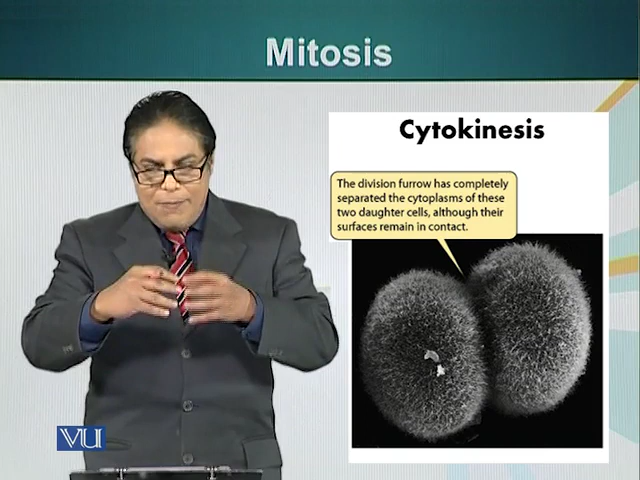 Mitosis
Cytokinesis
The division furrow has completely
separated the cytoplasms of these
two daughter cells, although their
surfaces remain in contact.
VU